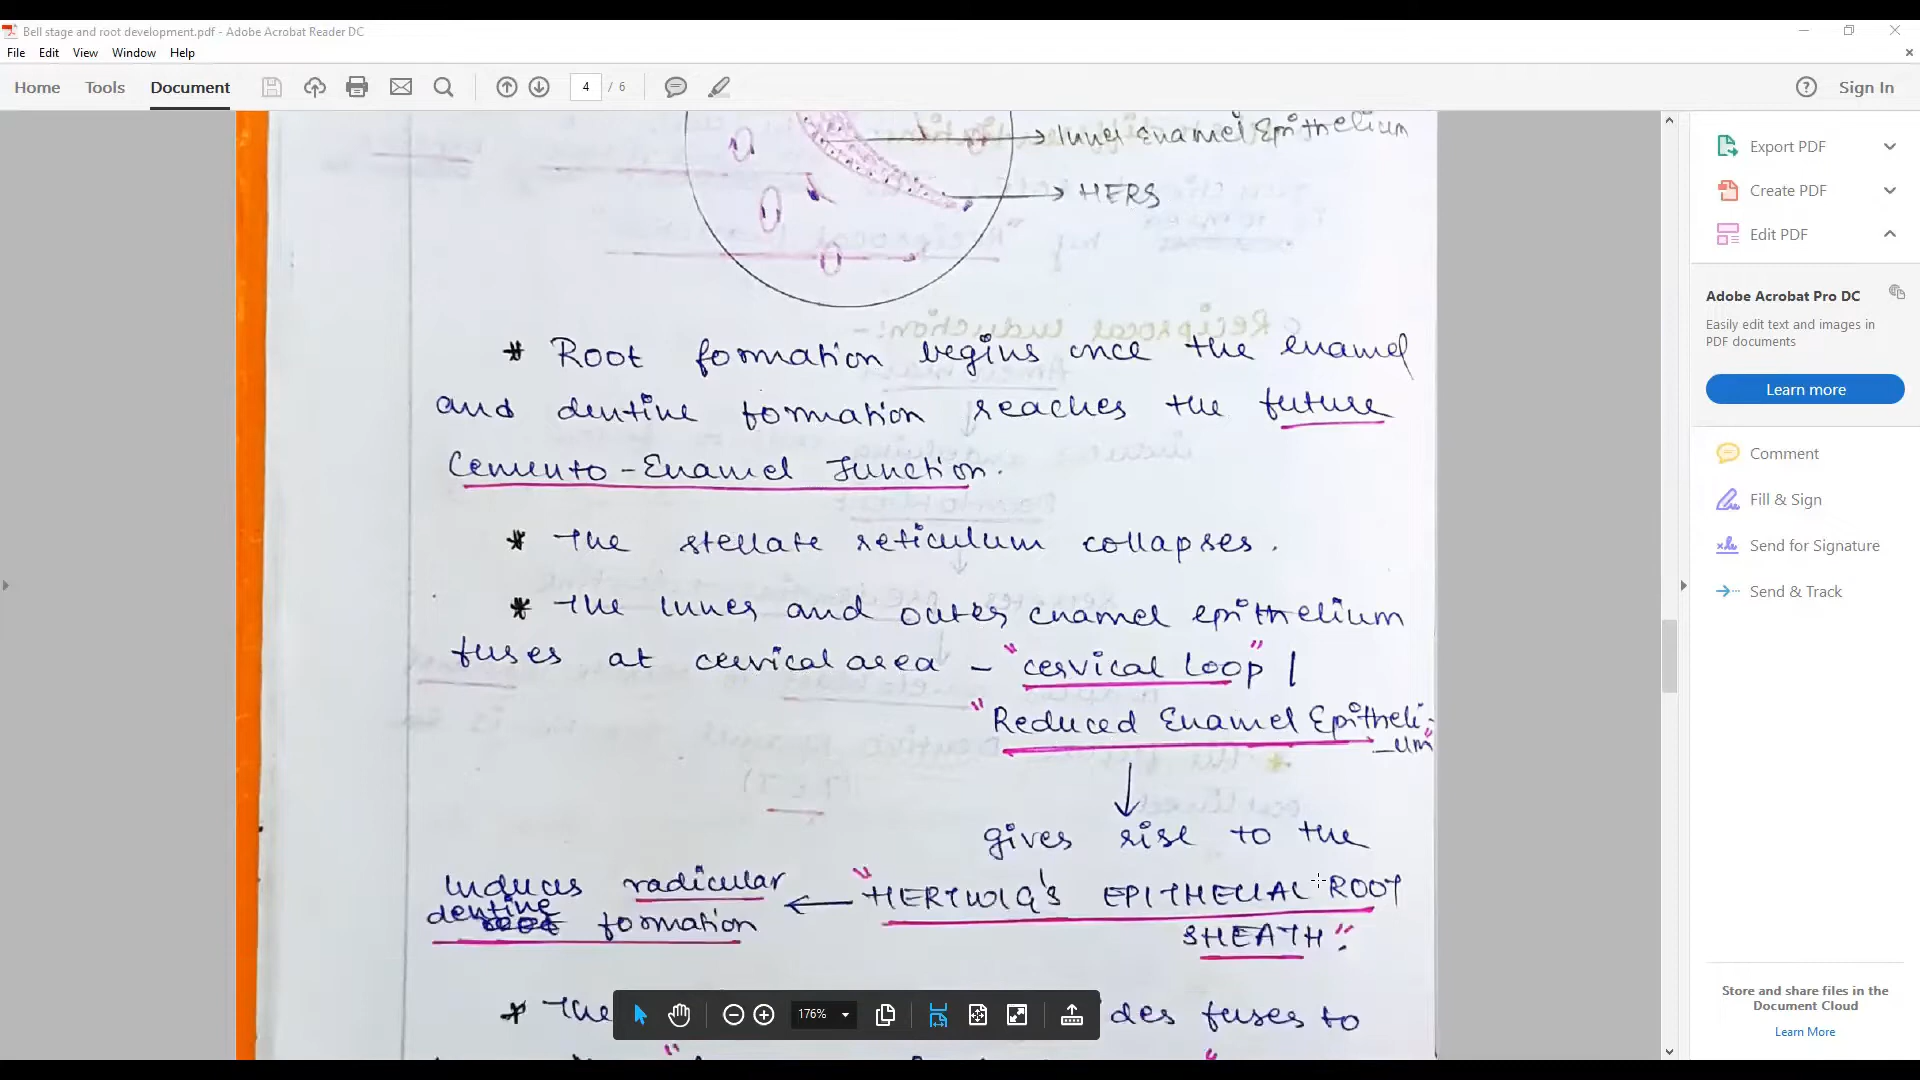 Bell stage and root development.pdf - Adobe Acrobat Reader DC
File Edit View Window Help
Home Tools Document 4 / 6 Sign In
Inner Enamel Epithelium
HERS
* Root formation begins once the enamel
and dentine formation reaches the future
Cemento-Enamel Junction.
* The stellate reticulum collapses.
* The inner and outer enamel epithelium
fuses at cervical area - "cervical loop" /
"Reduced Enamel Epitheli-
-um"
gives rise to the
"HERTWIG'S EPITHELIAL ROOT
SHEATH".
Induces radicular
dentine formation
* The
des fuses to
176%
Export PDF
Create PDF
Edit PDF
Adobe Acrobat Pro DC
Easily edit text and images in
PDF documents
Learn more
Comment
Fill & Sign
Send for Signature
Send & Track
Store and share files in the
Document Cloud
Learn More